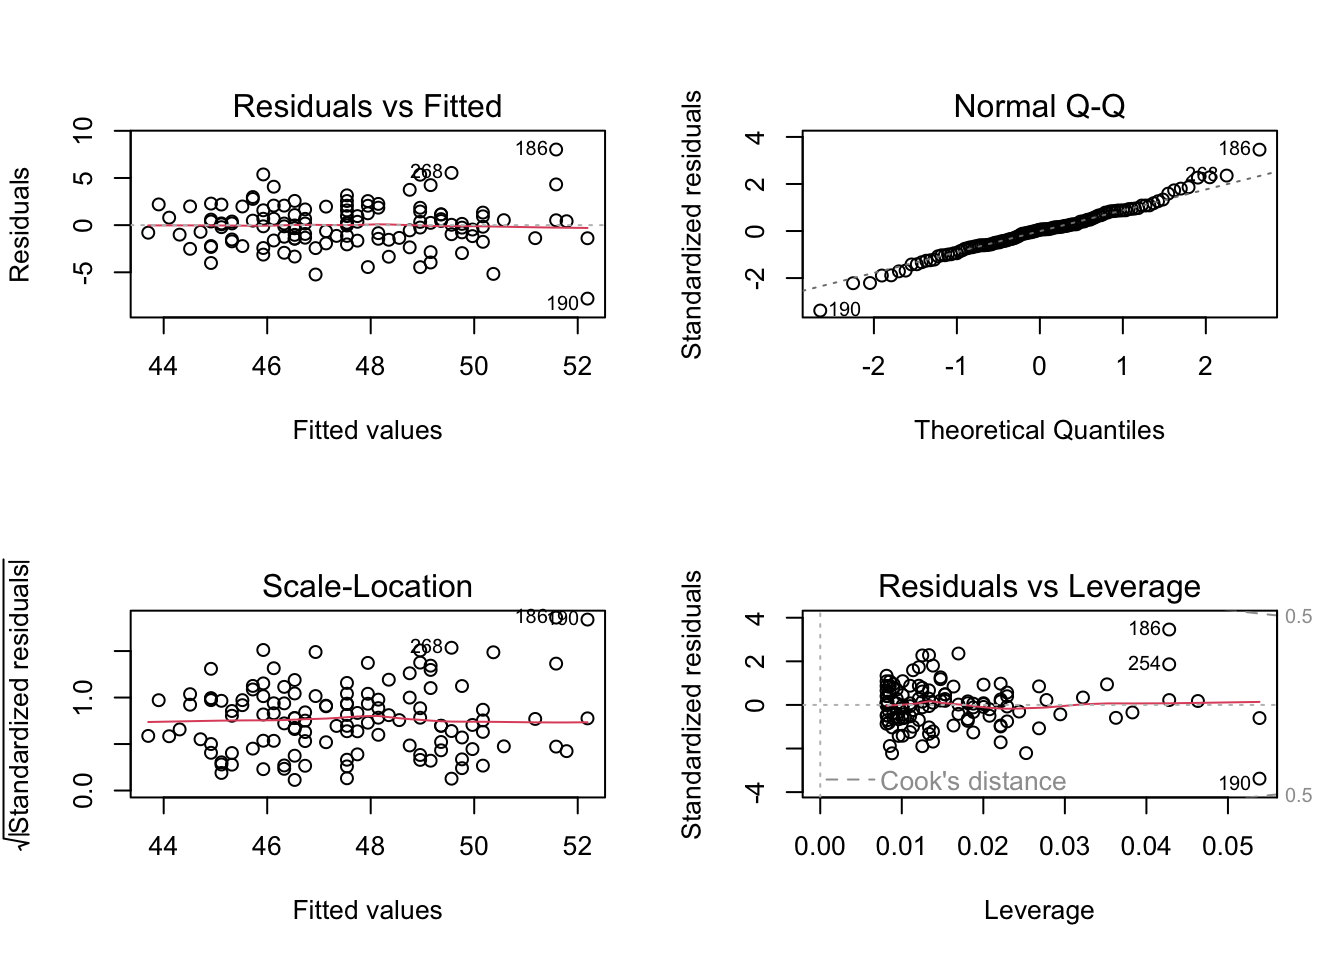 Residuals vs Fitted
Residuals
10
5
0
-5
186
268
190
44 46 48 50 52
Fitted values
Normal Q-Q
Standardized residuals
4
2
0
-2
186
268
190
-2 -1 0 1 2
Theoretical Quantiles
Scale-Location
√|Standardized residuals|
1.0
0.0
186
190
268
44 46 48 50 52
Fitted values
Residuals vs Leverage
Standardized residuals
4
2
0
-4
0.5
186
254
190
Cook's distance
0.5
0.00 0.01 0.02 0.03 0.04 0.05
Leverage